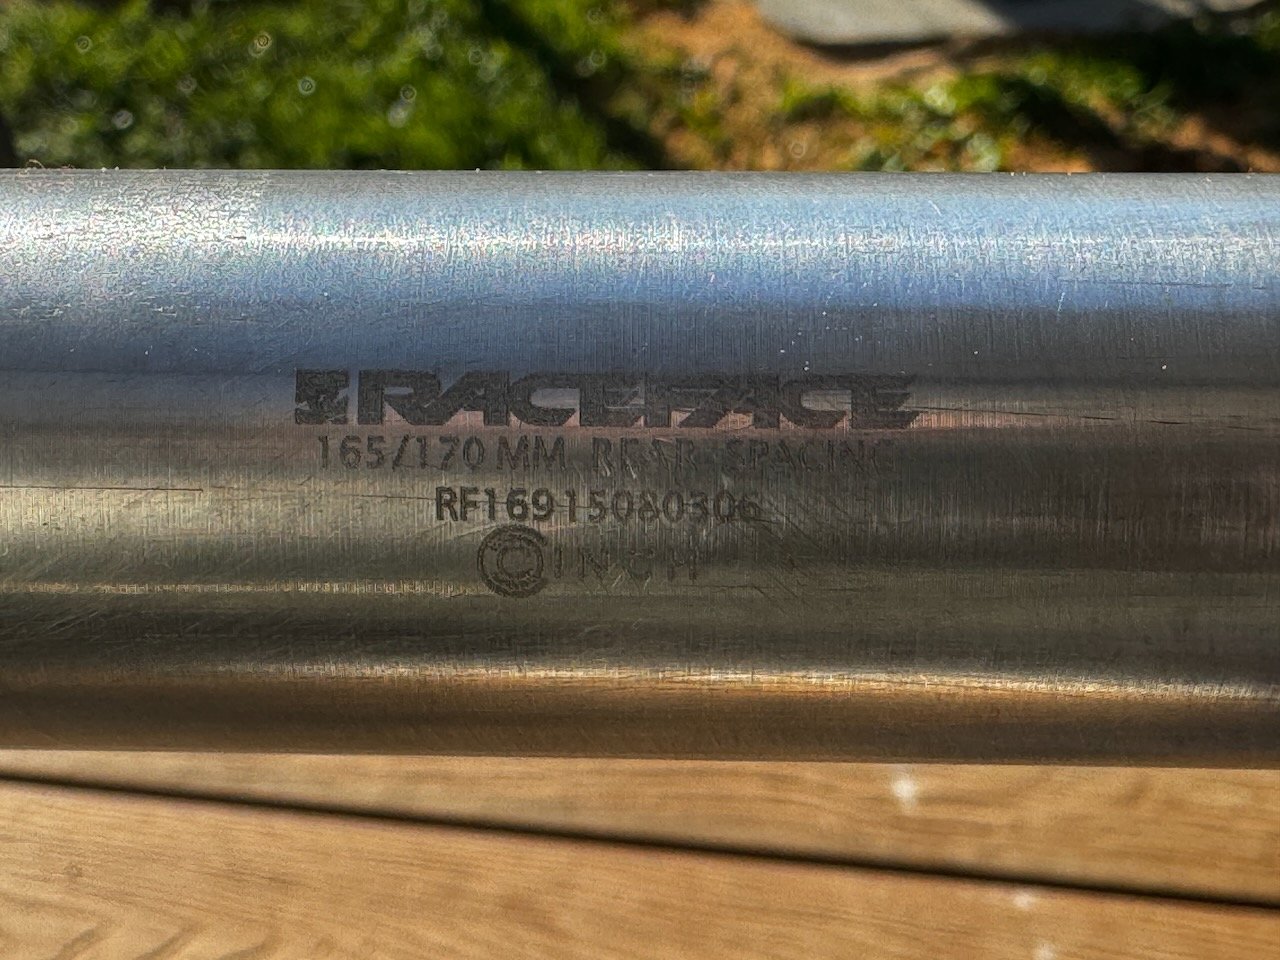 RACEFACE
165/170 MM REAR SPACING
RF16915080306
CINCH